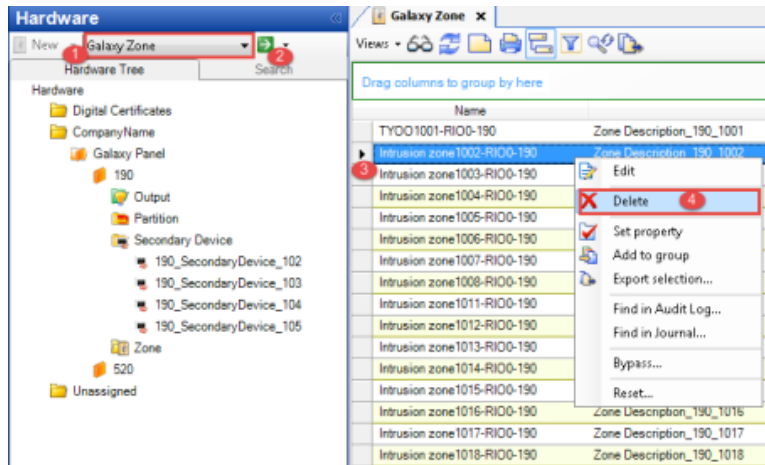 Hardware
New
Galaxy Zone
1
2
Hardware Tree
Search
Hardware
Digital Certificates
CompanyName
Galaxy Panel
190
Output
Partition
Secondary Device
190_SecondaryDevice_102
190_SecondaryDevice_103
190_SecondaryDevice_104
190_SecondaryDevice_105
Zone
520
Unassigned
Galaxy Zone
Views
Drag columns to group by here
Name
TYOO1001-RIO0-190 Zone Description_190_1001
Intrusion zone1002-RIO0-190 Zone Description_190_1002
3
Intrusion zone1003-RIO0-190
Intrusion zone1004-RIO0-190
Intrusion zone1005-RIO0-190
Intrusion zone1006-RIO0-190
Intrusion zone1007-RIO0-190
Intrusion zone1008-RIO0-190
Intrusion zone1011-RIO0-190
Intrusion zone1012-RIO0-190
Intrusion zone1013-RIO0-190
Intrusion zone1014-RIO0-190
Intrusion zone1015-RIO0-190
Intrusion zone1016-RIO0-190 Zone Description_190_1016
Intrusion zone1017-RIO0-190 Zone Description_190_1017
Intrusion zone1018-RIO0-190 Zone Description_190_1018
Edit
Delete 4
Set property
Add to group
Export selection...
Find in Audit Log...
Find in Journal...
Bypass...
Reset...